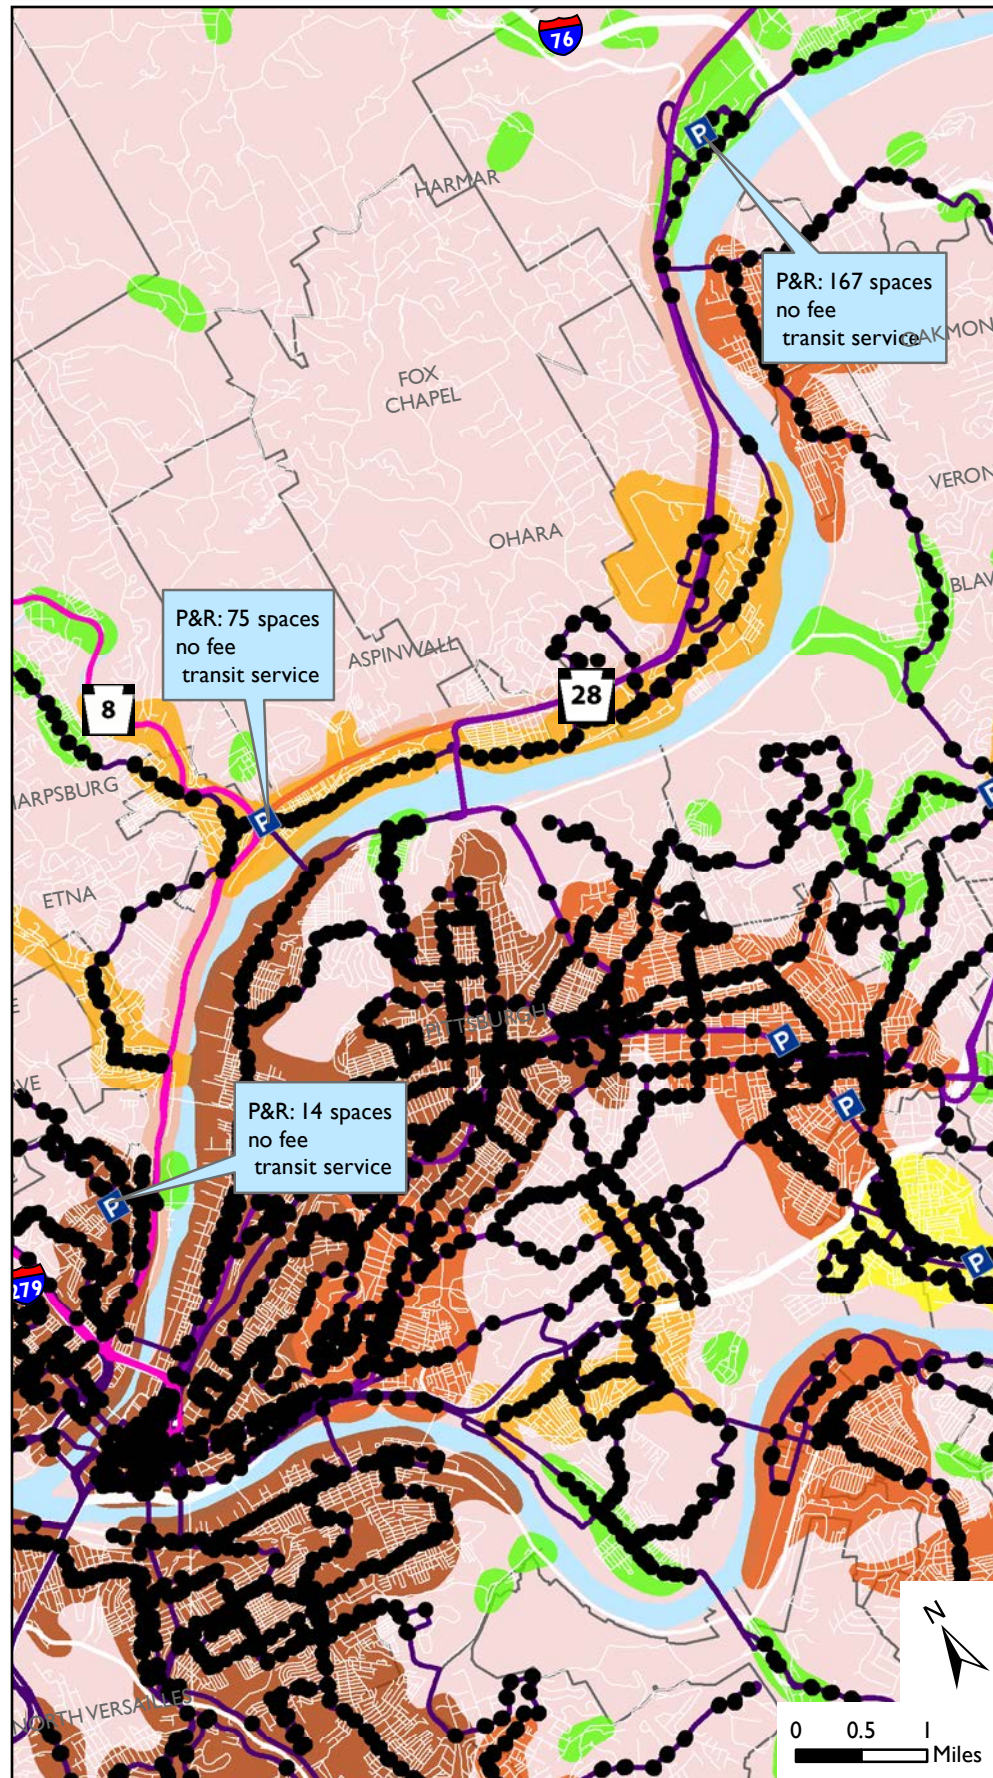 76
P
HARMAR
P&R: 167 spaces
no fee
transit service
OAKMON
FOX
CHAPEL
VERON
OHARA
BLAV
P&R: 75 spaces
no fee
transit service
ASPINWALL
28
8
HARPSBURG
P
P
ETNA
PITTSBURGH
E
P
RVE
P&R: 14 spaces
no fee
transit service
P
P
P
279
N
NORTH VERSAILLES
0 0.5 1
Miles